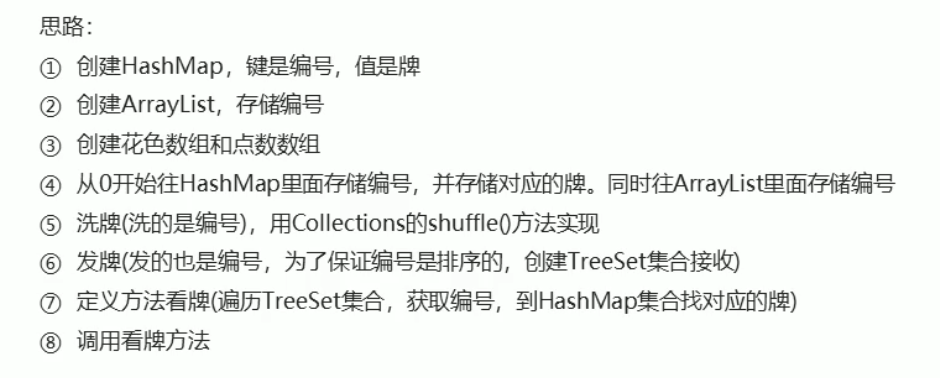 思路：
① 创建HashMap，键是编号，值是牌
② 创建ArrayList，存储编号
③ 创建花色数组和点数数组
④ 从0开始往HashMap里面存储编号，并存储对应的牌。同时往ArrayList里面存储编号
⑤ 洗牌(洗的是编号)，用Collections的shuffle()方法实现
⑥ 发牌(发的也是编号，为了保证编号是排序的，创建TreeSet集合接收)
⑦ 定义方法看牌(遍历TreeSet集合，获取编号，到HashMap集合找对应的牌)
⑧ 调用看牌方法